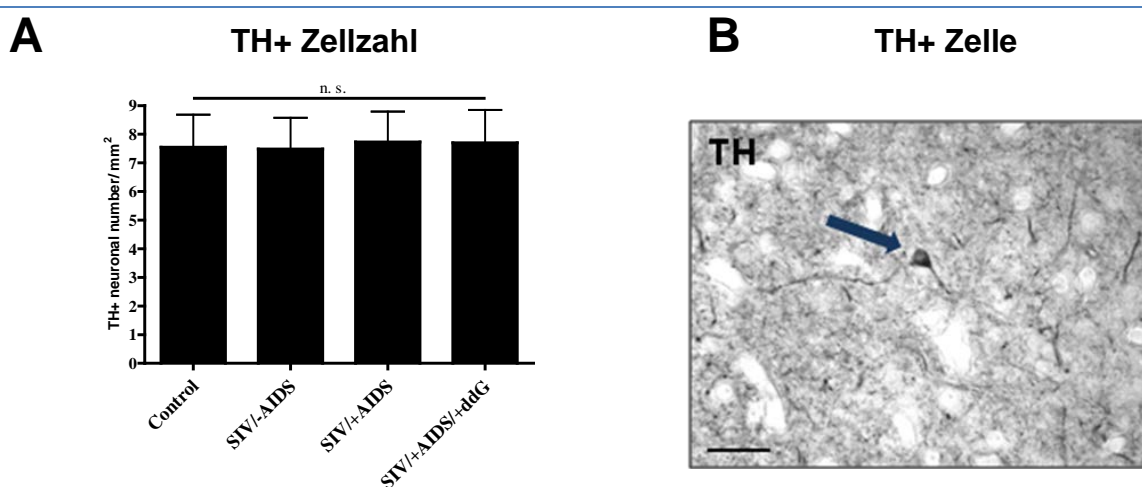 A
TH+ Zellzahl
n. s.
TH+ neuronal number/mm²
9
8
7
6
5
4
3
2
1
0
Control
SIV/-AIDS
SIV/+AIDS
SIV/+AIDS/+ddG
B
TH+ Zelle
TH